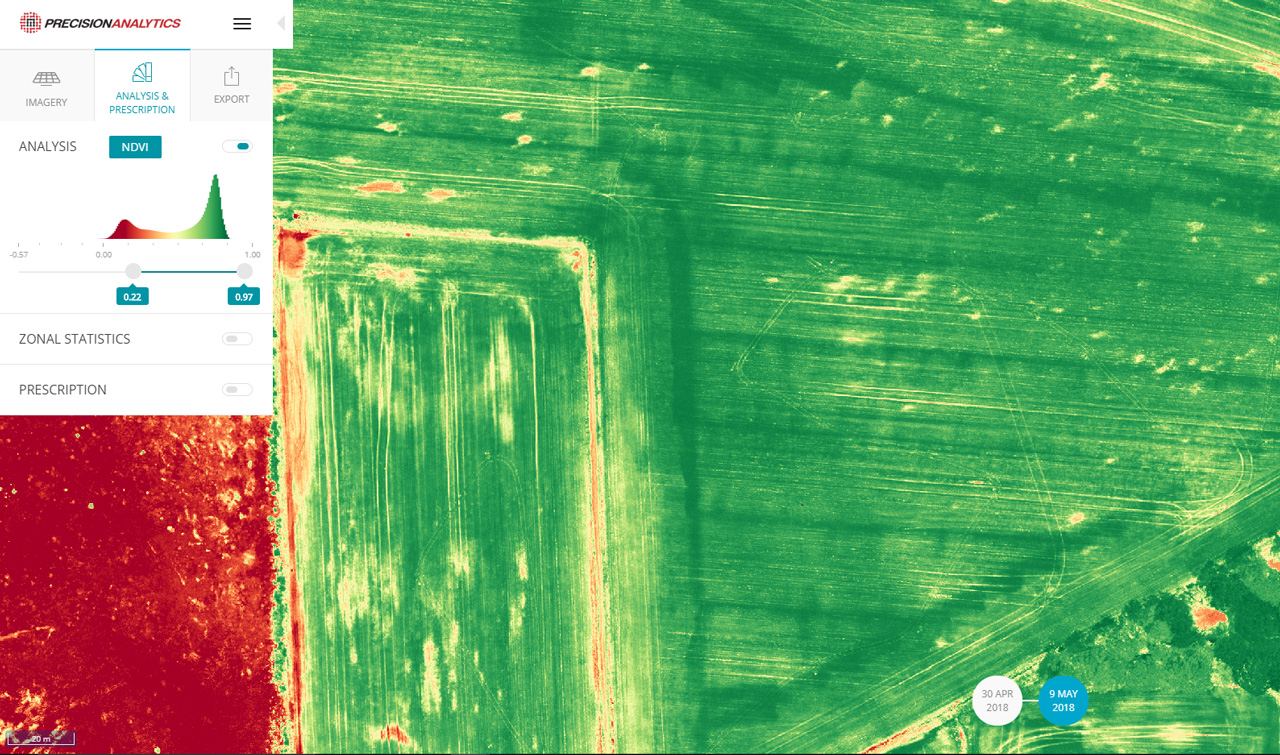 PRECISIONANALYTICS
IMAGERY
ANALYSIS &
PRESCRIPTION
EXPORT
ANALYSIS
NDVI
-0.57
0.00
1.00
0.22
0.97
ZONAL STATISTICS
PRESCRIPTION
30 APR
2018
9 MAY
2018
20 m